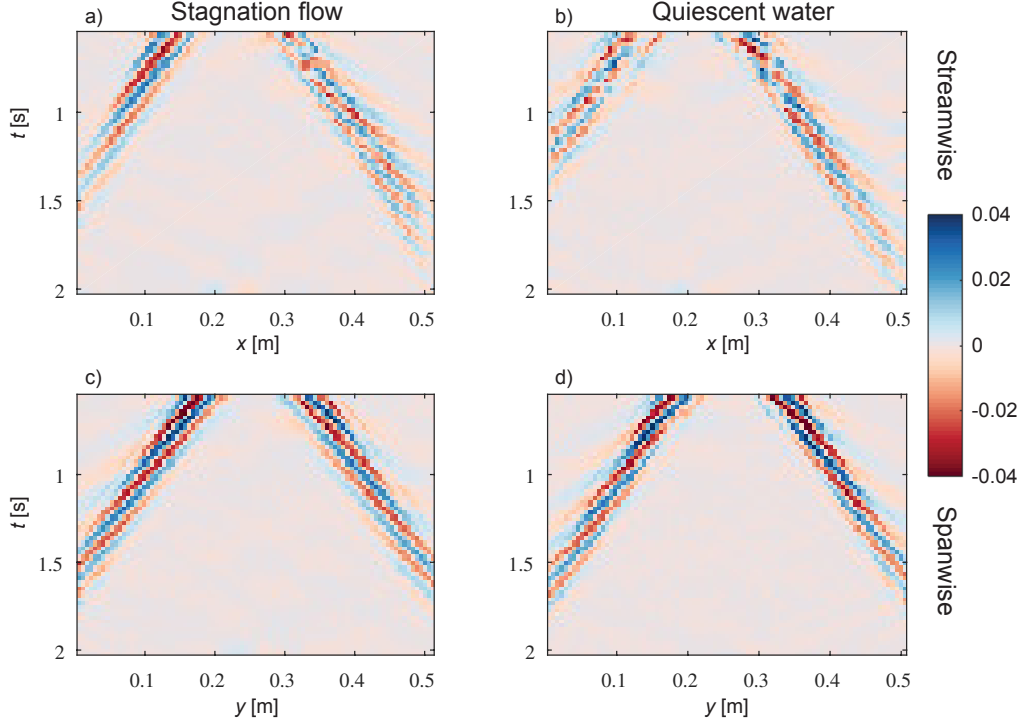 a) Stagnation flow
b) Quiescent water
t [s]
1
1.5
2
0.1 0.2 0.3 0.4 0.5
x [m]
1
1.5
2
0.1 0.2 0.3 0.4 0.5
x [m]
Streamwise
0.04
0.02
0
-0.02
-0.04
c)
t [s]
1
1.5
2
0.1 0.2 0.3 0.4 0.5
y [m]
d)
1
1.5
2
0.1 0.2 0.3 0.4 0.5
y [m]
Spanwise